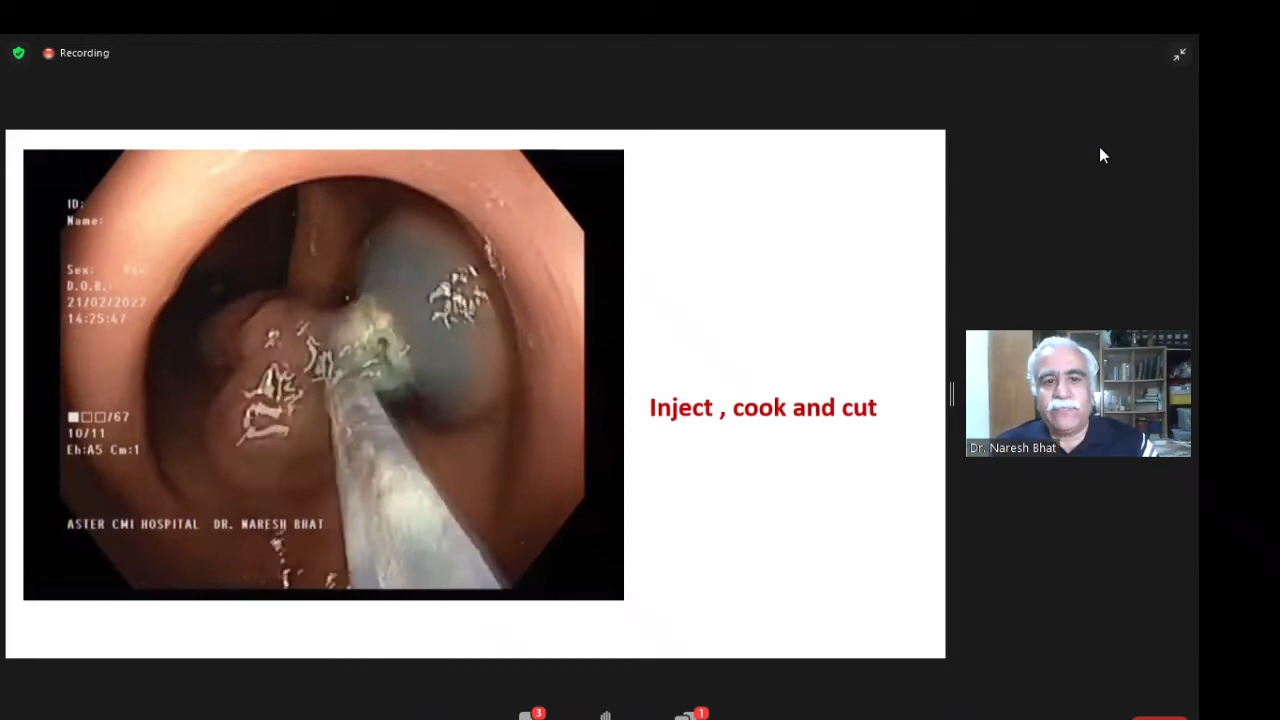 Recording
ID:
Name:
Sex: Age:
D.O.B.:
21/02/2022
14:25:47
■□□/67
10/11
Eh:A5 Cm:1
ASTER CMI HOSPITAL DR. NARESH BHAT
Inject , cook and cut
Dr. Naresh Bhat
3
1